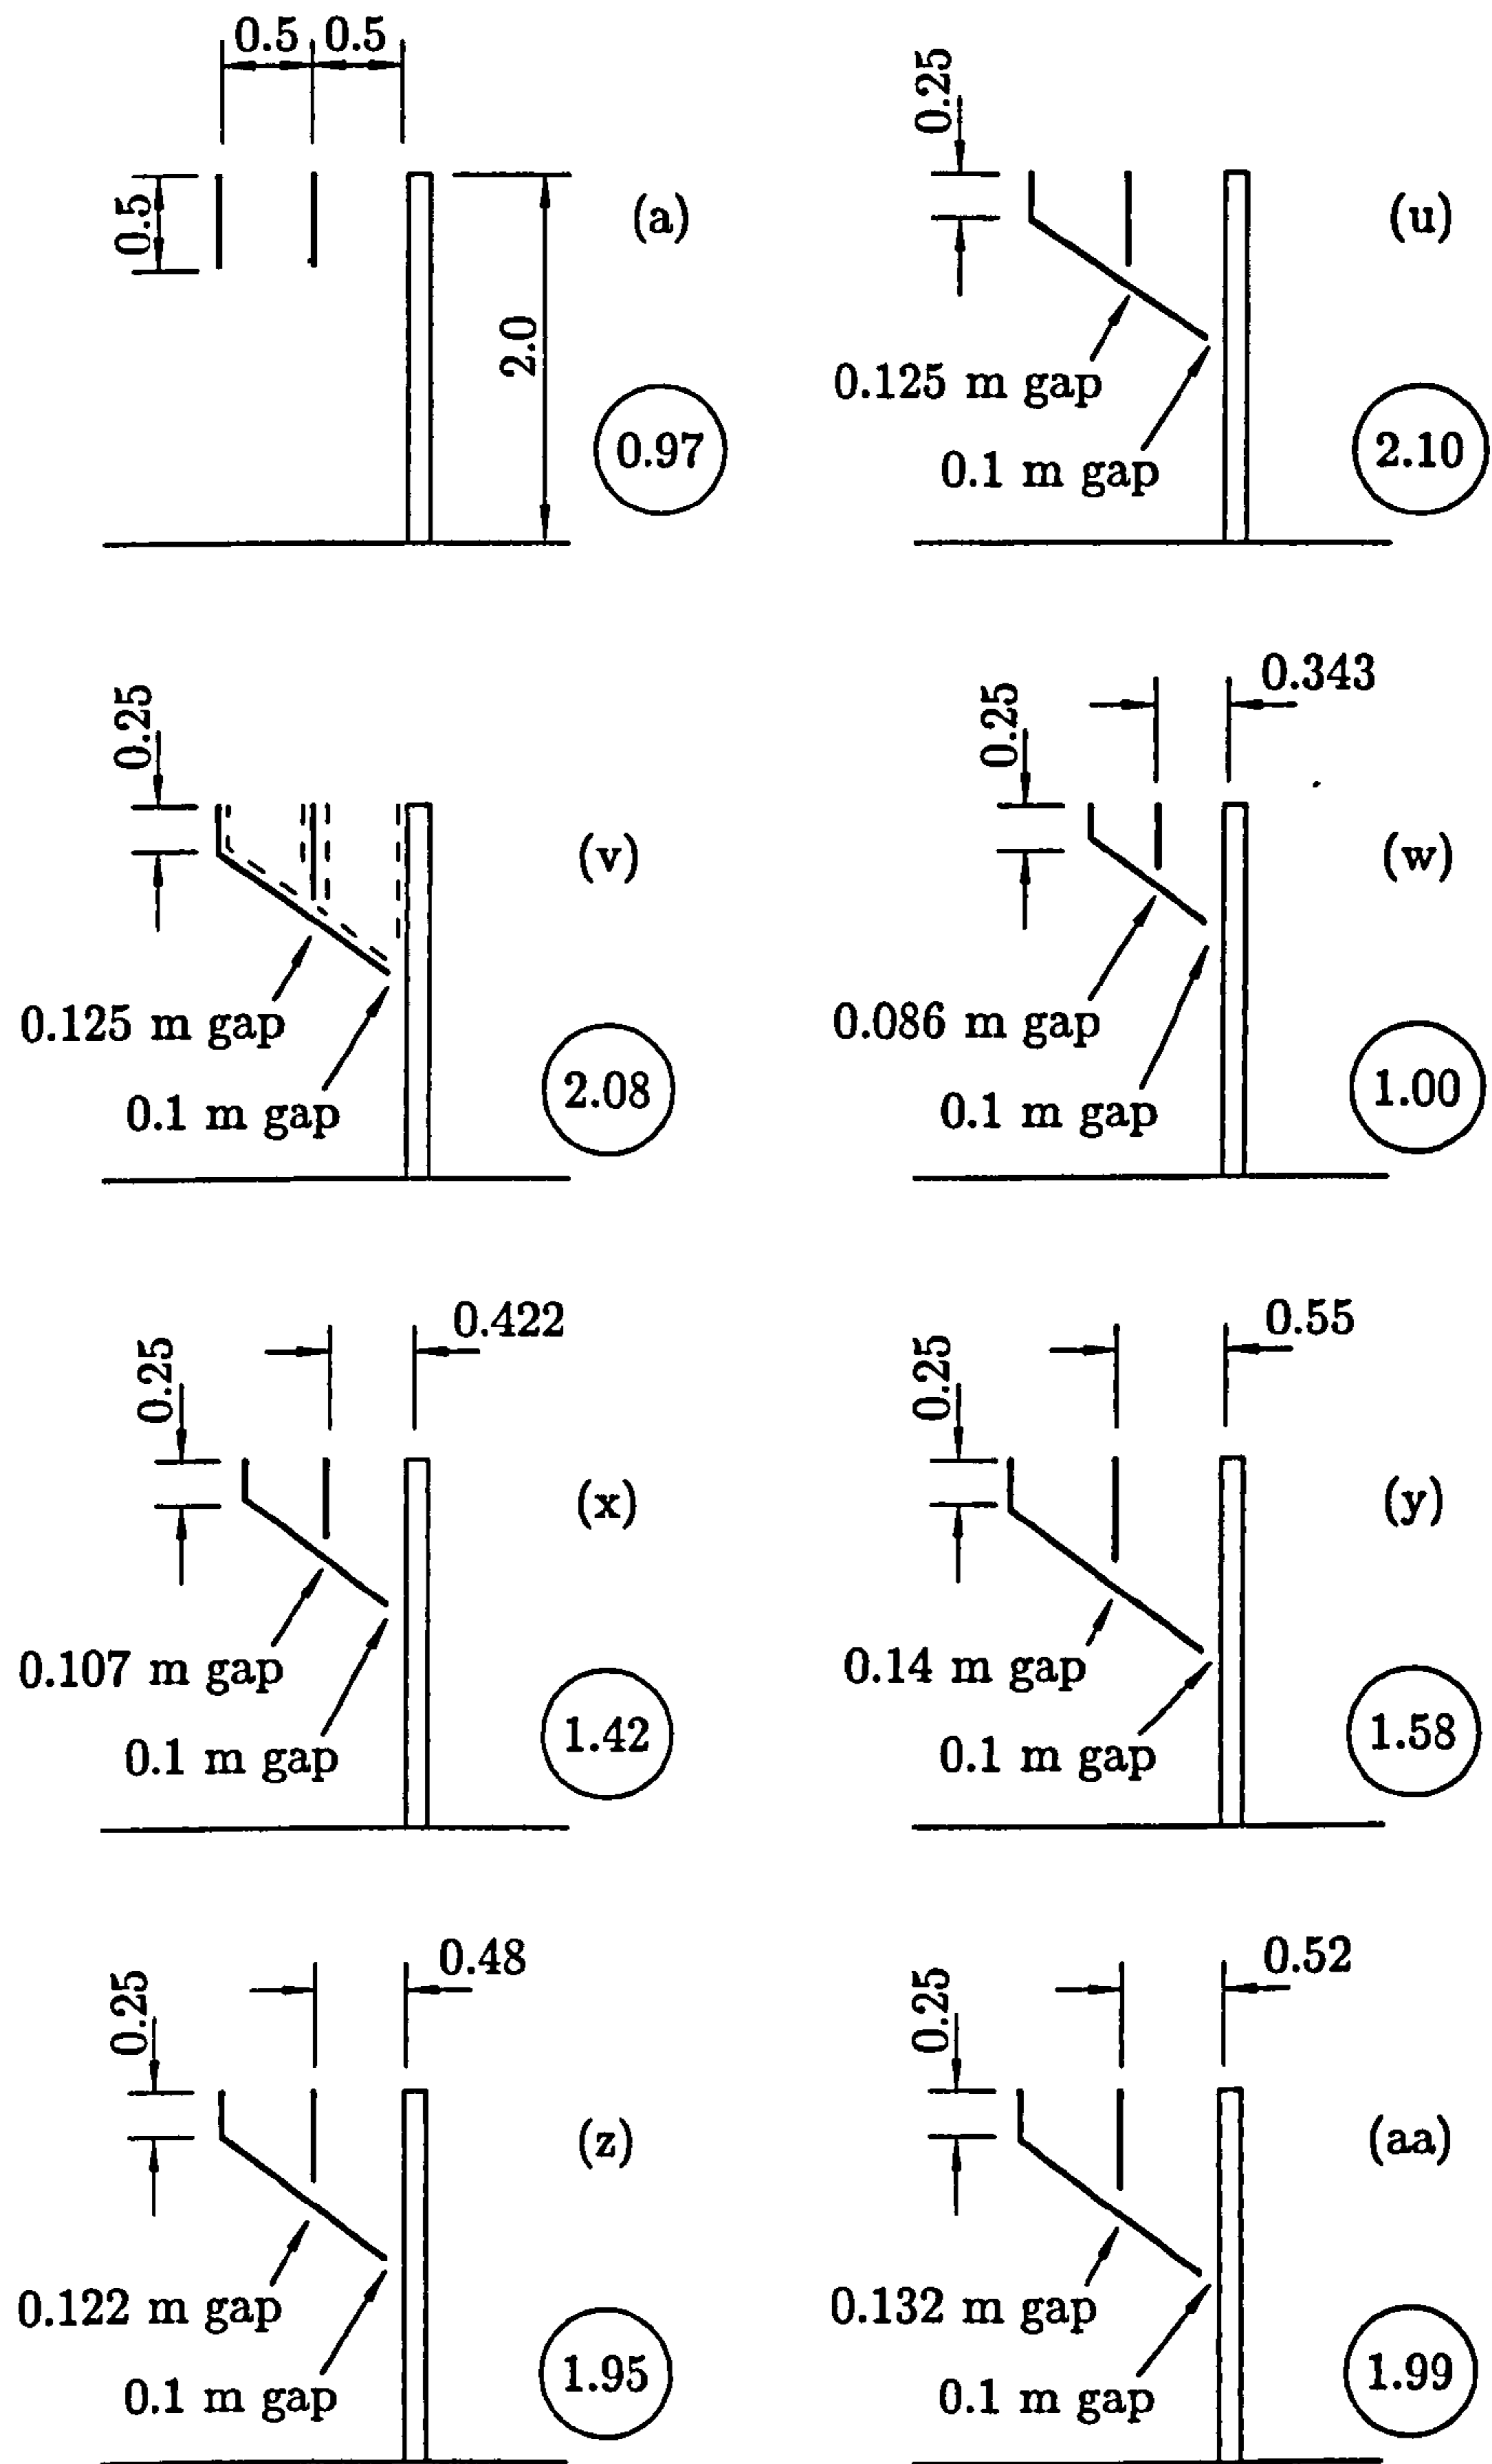 0.5 0.5
0.5
2.0
(a)
0.97
0.25
(u)
0.125 m gap
0.1 m gap
2.10
0.25
(v)
0.125 m gap
0.1 m gap
2.08
0.343
0.25
(w)
0.086 m gap
0.1 m gap
1.00
0.422
0.25
(x)
0.107 m gap
0.1 m gap
1.42
0.55
0.25
(y)
0.14 m gap
0.1 m gap
1.58
0.48
0.25
(z)
0.122 m gap
0.1 m gap
1.95
0.52
0.25
(aa)
0.132 m gap
0.1 m gap
1.99